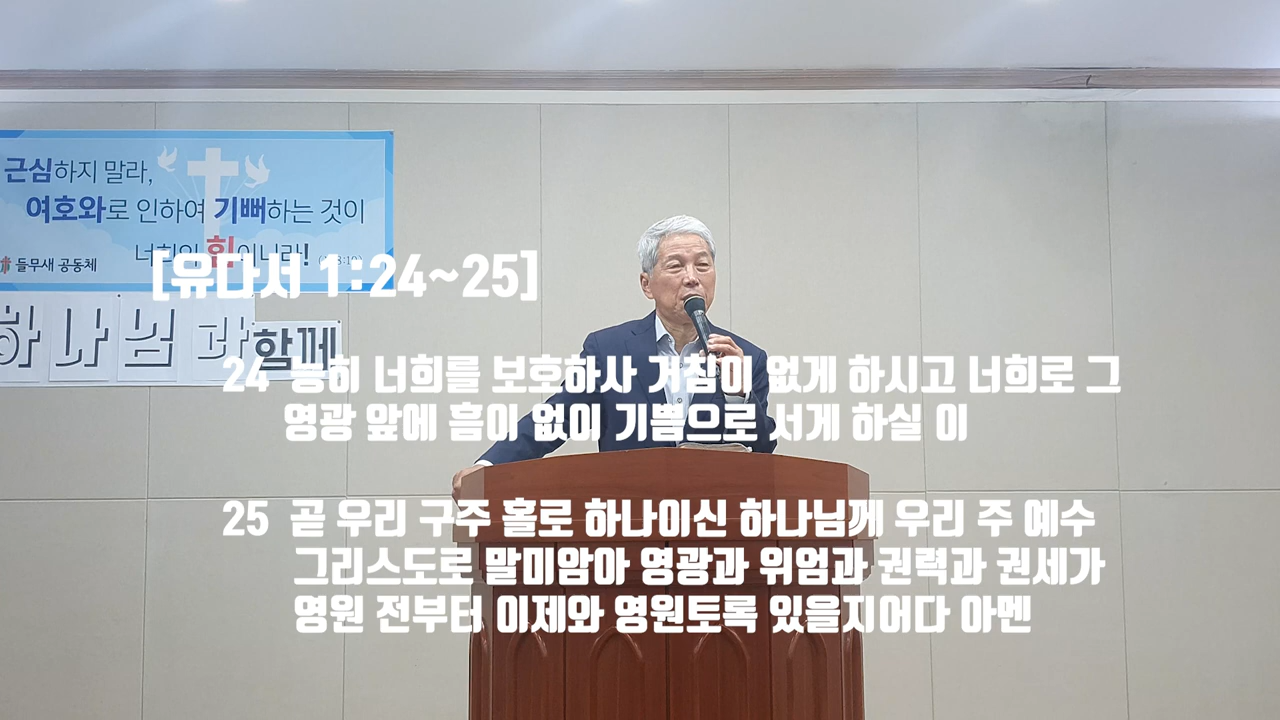 근심하지 말라,
여호와로 인하여 기뻐하는 것이
너희의 힘이니라!
들무새 공동체
하나님과 함께
[유다서 1:24~25]
24 능히 너희를 보호하사 거침이 없게 하시고 너희로 그
영광 앞에 흠이 없이 기쁨으로 서게 하실 이
25 곧 우리 구주 홀로 하나이신 하나님께 우리 주 예수
그리스도로 말미암아 영광과 위엄과 권력과 권세가
영원 전부터 이제와 영원토록 있을지어다 아멘